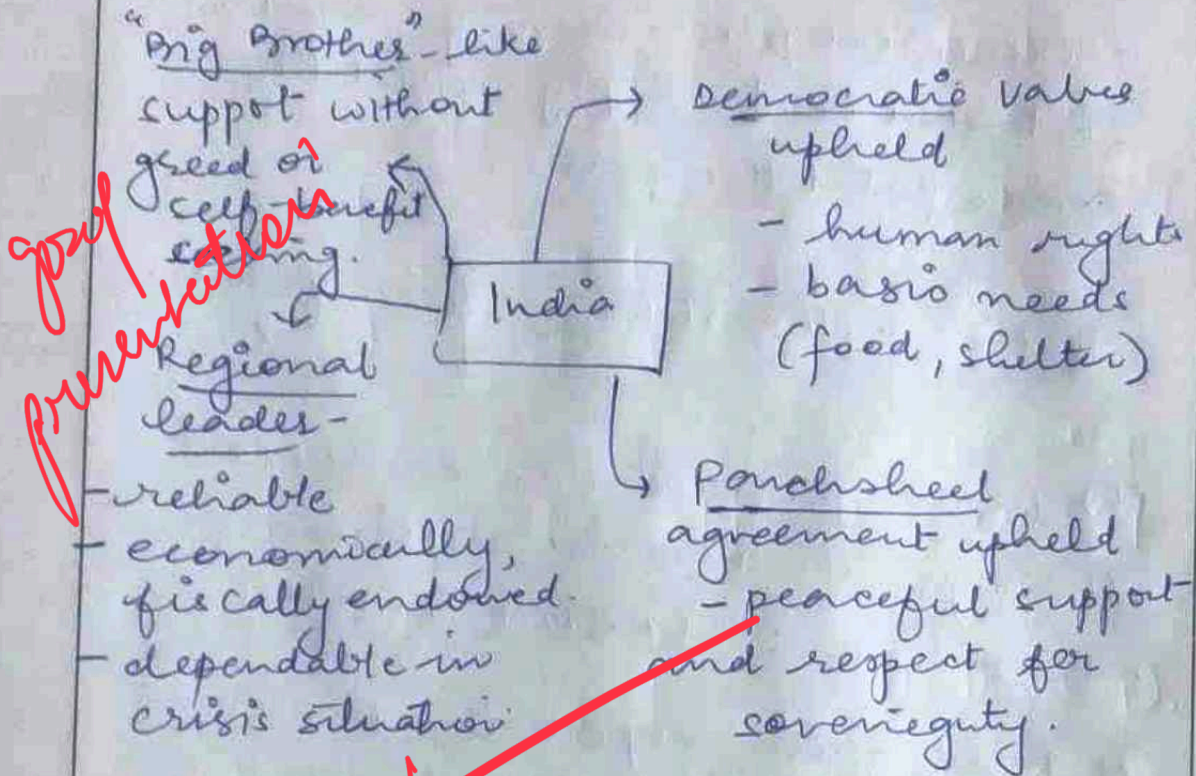 "Big Brother" - like
support without
greed or
self-benefit
seeking.
Regional
leader -
- reliable
- economically,
fiscally endowed.
- dependable in
crisis situation
India
Democratic values
upheld
- human rights
- basic needs
(food, shelter)
Panchsheel
agreement upheld
- peaceful support
and respect for
sovereignty.
good
presentation